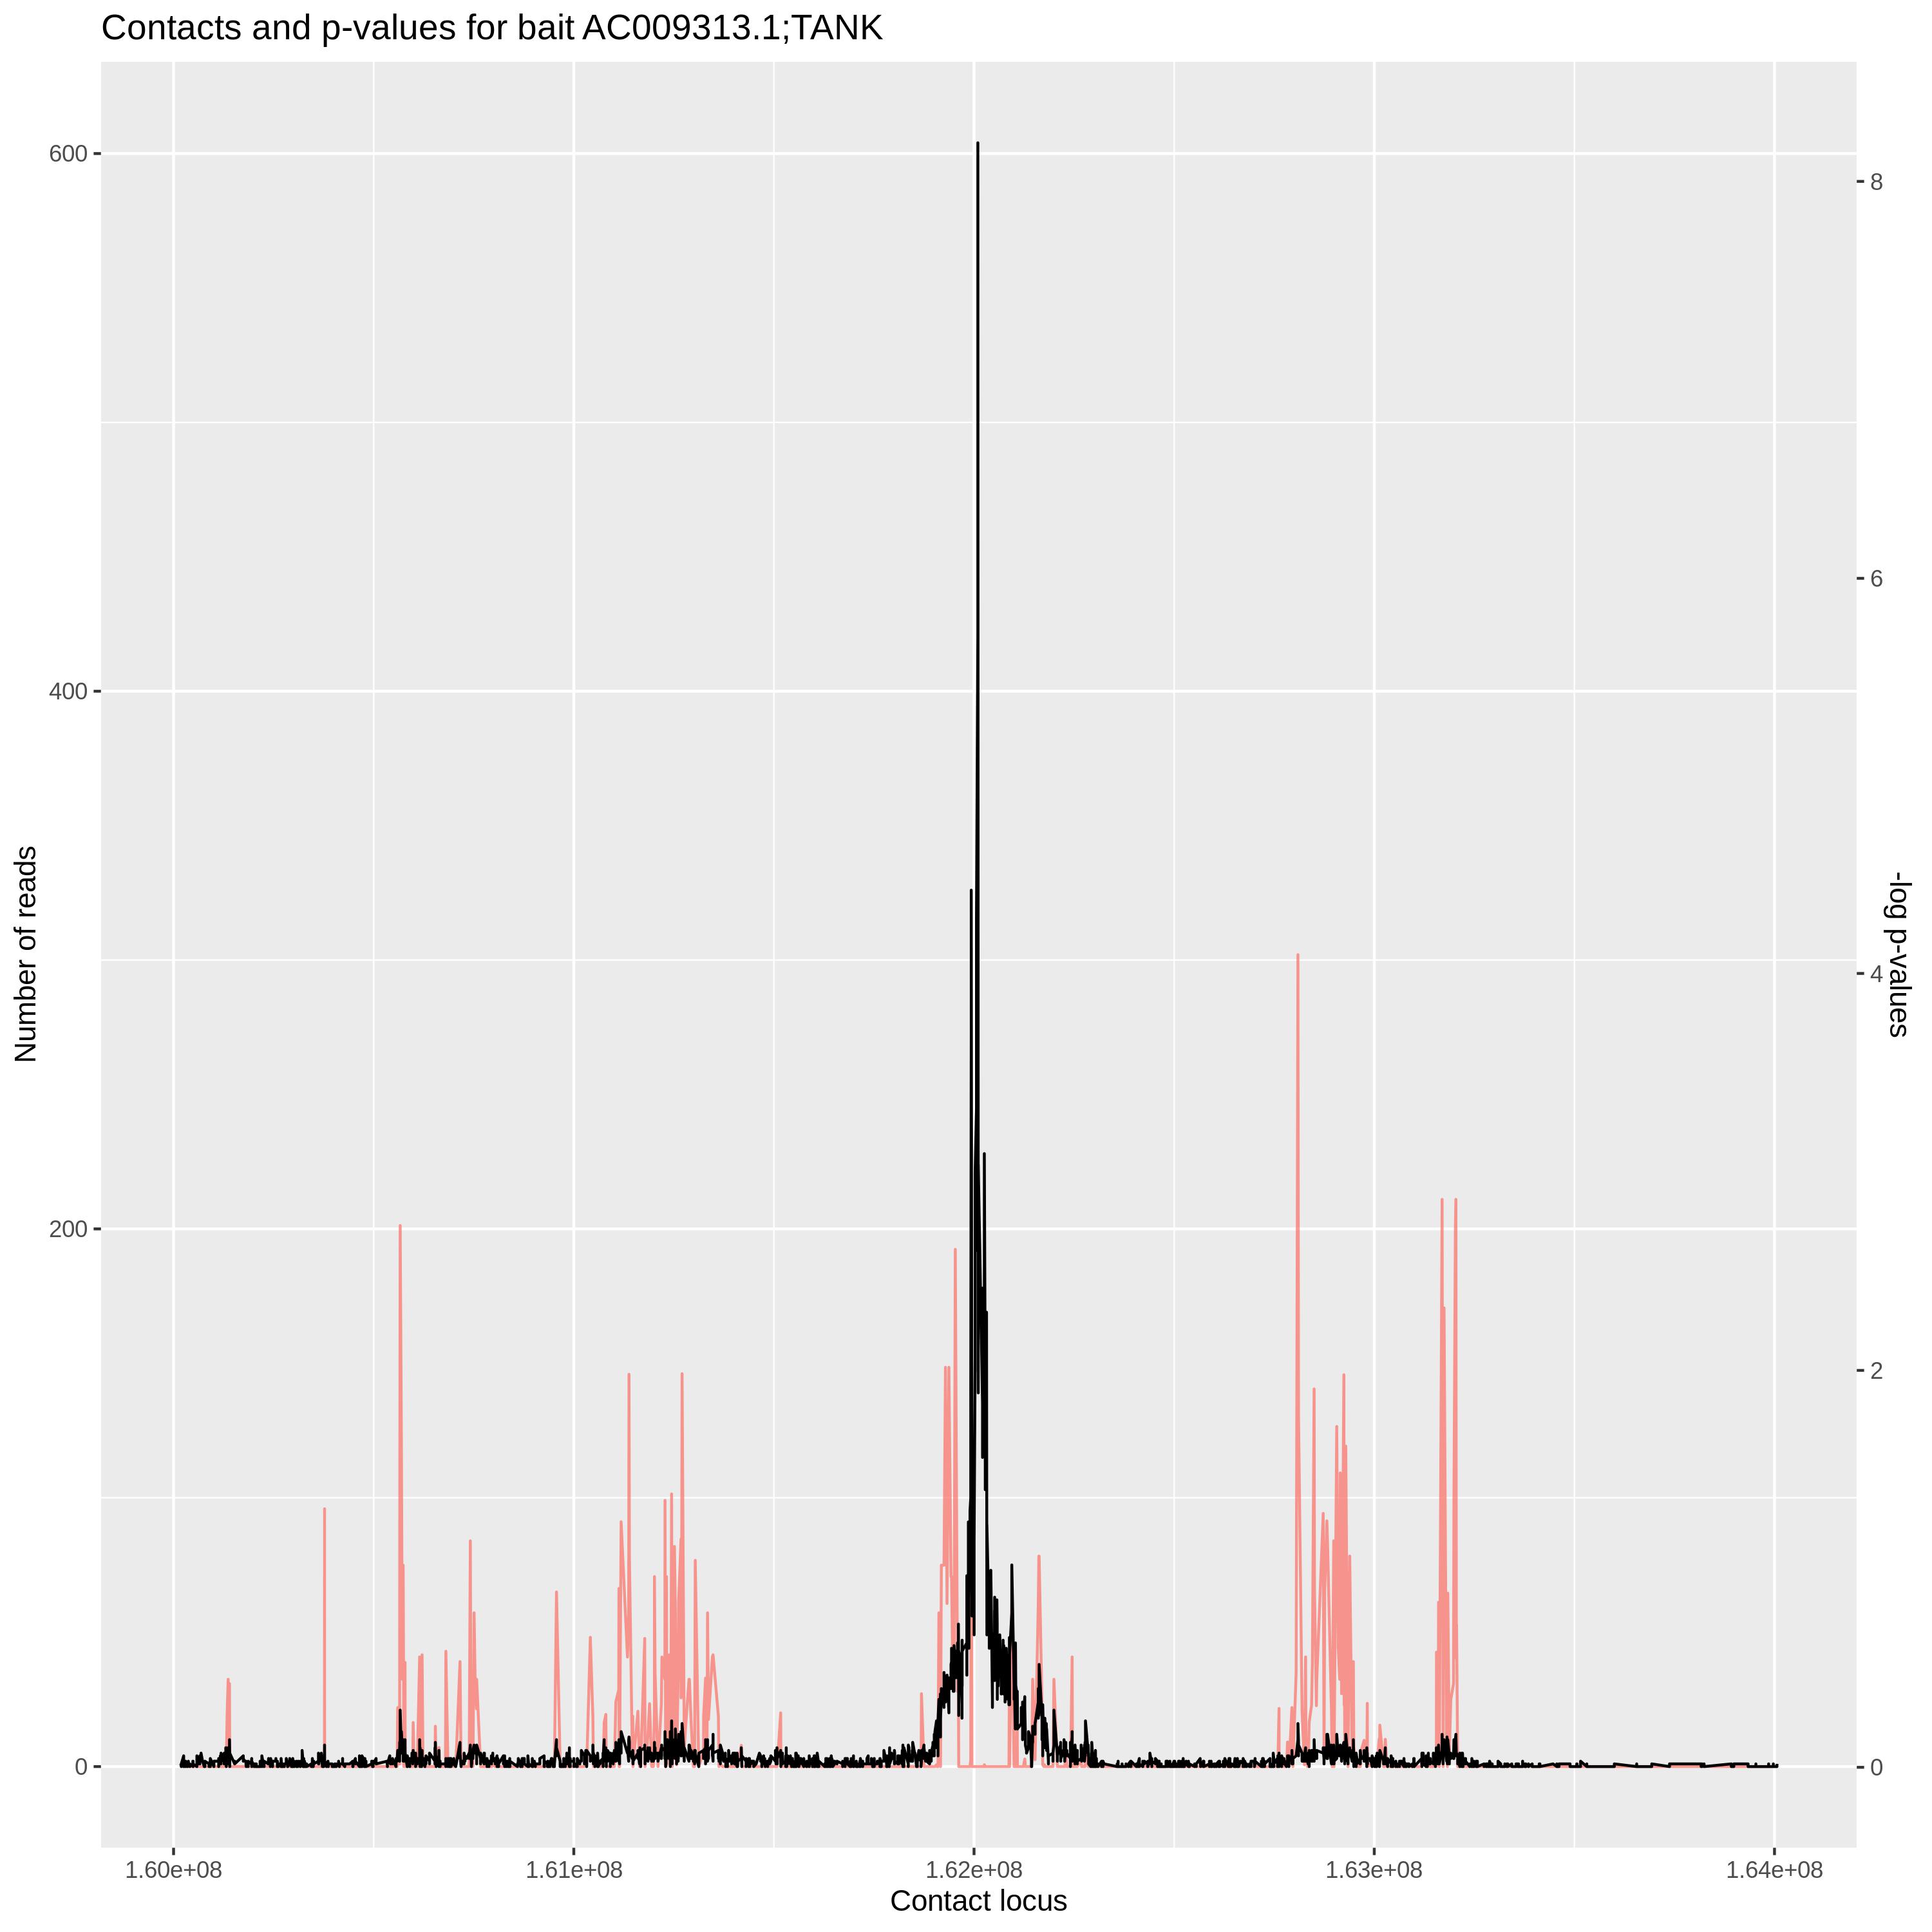 Contacts and p-values for bait AC009313.1;TANK
600
400
200
0
Number of reads
8
6
4
2
0
-log p-values
1.60e+08
1.61e+08
1.62e+08
1.63e+08
1.64e+08
Contact locus